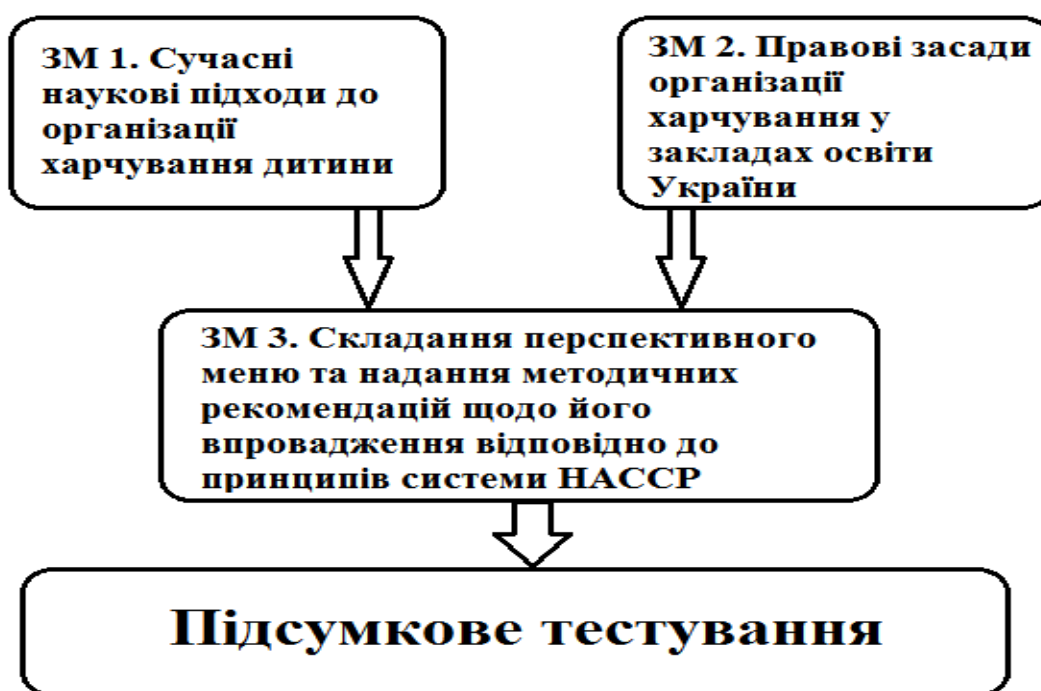 ЗМ 1. Сучасні
наукові підходи до
організації
харчування дитини
ЗМ 2. Правові засади
організації
харчування у
закладах освіти
України
ЗМ 3. Складання перспективного
меню та надання методичних
рекомендацій щодо його
впровадження відповідно до
принципів системи НАССР
Підсумкове тестування